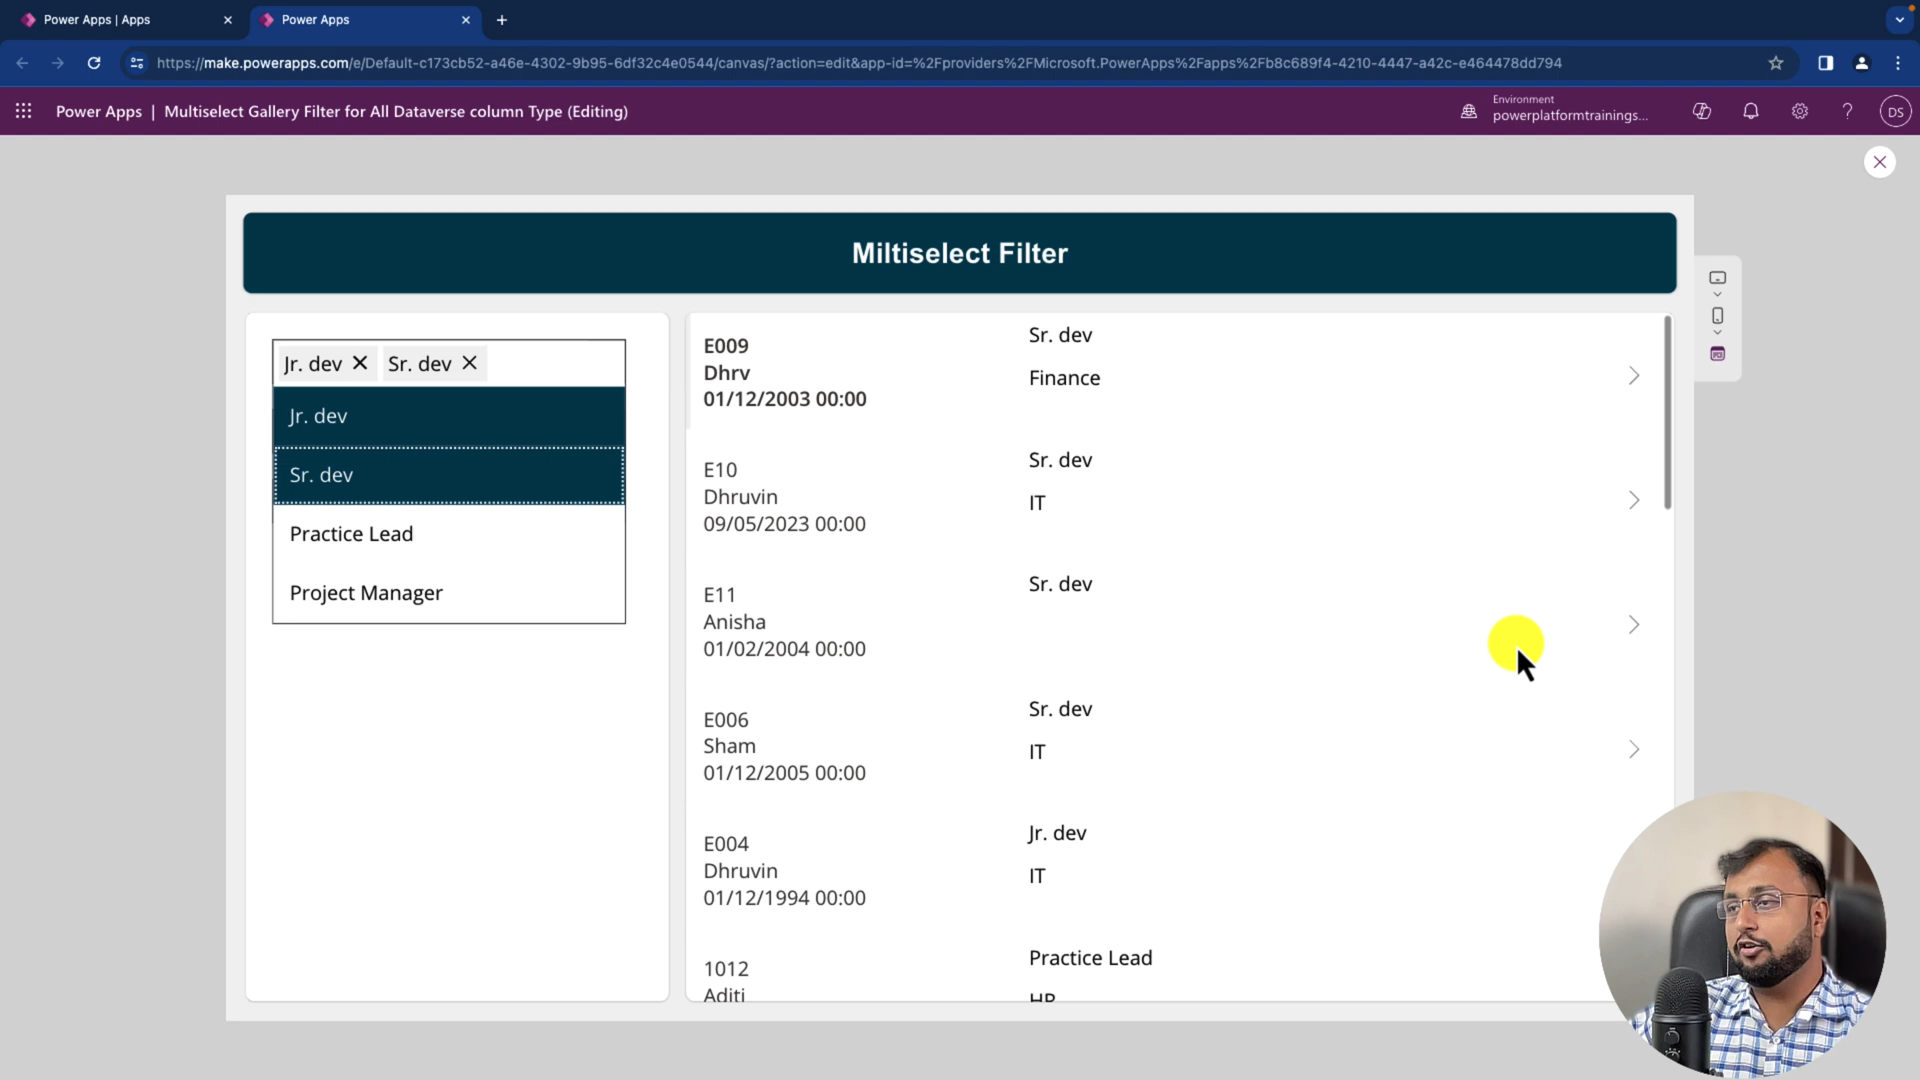 Power Apps | Apps
Power Apps
https://make.powerapps.com/e/Default-c173cb52-a46e-4302-9b95-6df32c4e0544/canvas/?action=edit&app-id=%2Fproviders%2FMicrosoft.PowerApps%2Fapps%2Fb8c689f4-4210-4447-a42c-e464478dd794
Power Apps | Multiselect Gallery Filter for All Dataverse column Type (Editing)
Environment
powerplatformtrainings...
DS
Miltiselect Filter
Jr. dev
Sr. dev
Jr. dev
Sr. dev
Practice Lead
Project Manager
E009
Dhrv
01/12/2003 00:00
Sr. dev
Finance
E10
Dhruvin
09/05/2023 00:00
Sr. dev
IT
E11
Anisha
01/02/2004 00:00
Sr. dev
E006
Sham
01/12/2005 00:00
Sr. dev
IT
E004
Dhruvin
01/12/1994 00:00
Jr. dev
IT
1012
Aditi
Practice Lead
HR